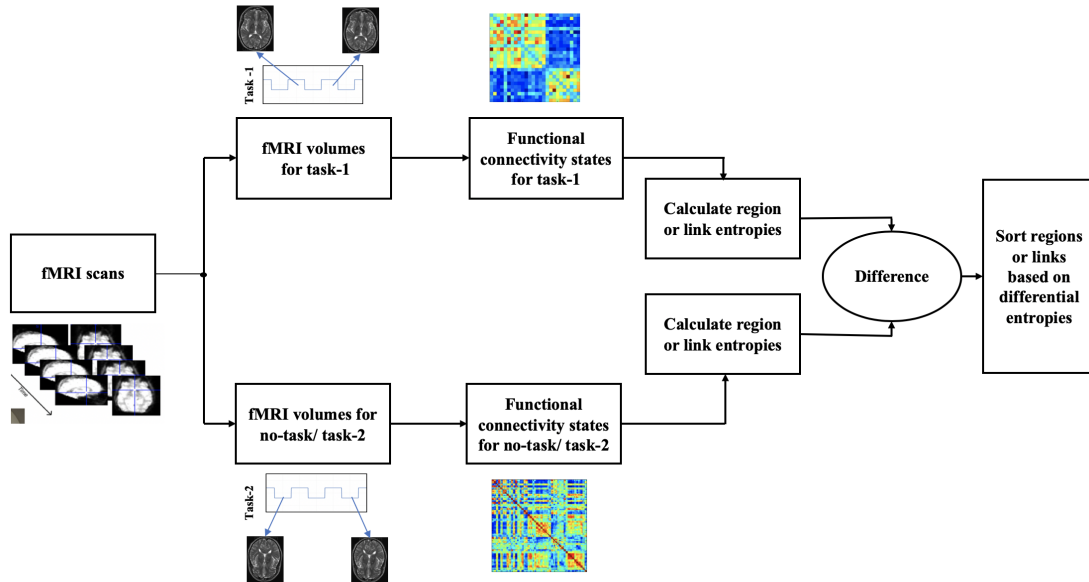 Task -1
fMRI volumes
for task-1
Functional
connectivity states
for task-1
Calculate region
or link entropies
fMRI scans
Difference
Sort regions
or links
based on
differential
entropies
Calculate region
or link entropies
Time
fMRI volumes for
no-task/ task-2
Functional
connectivity states
for no-task/ task-2
Task-2